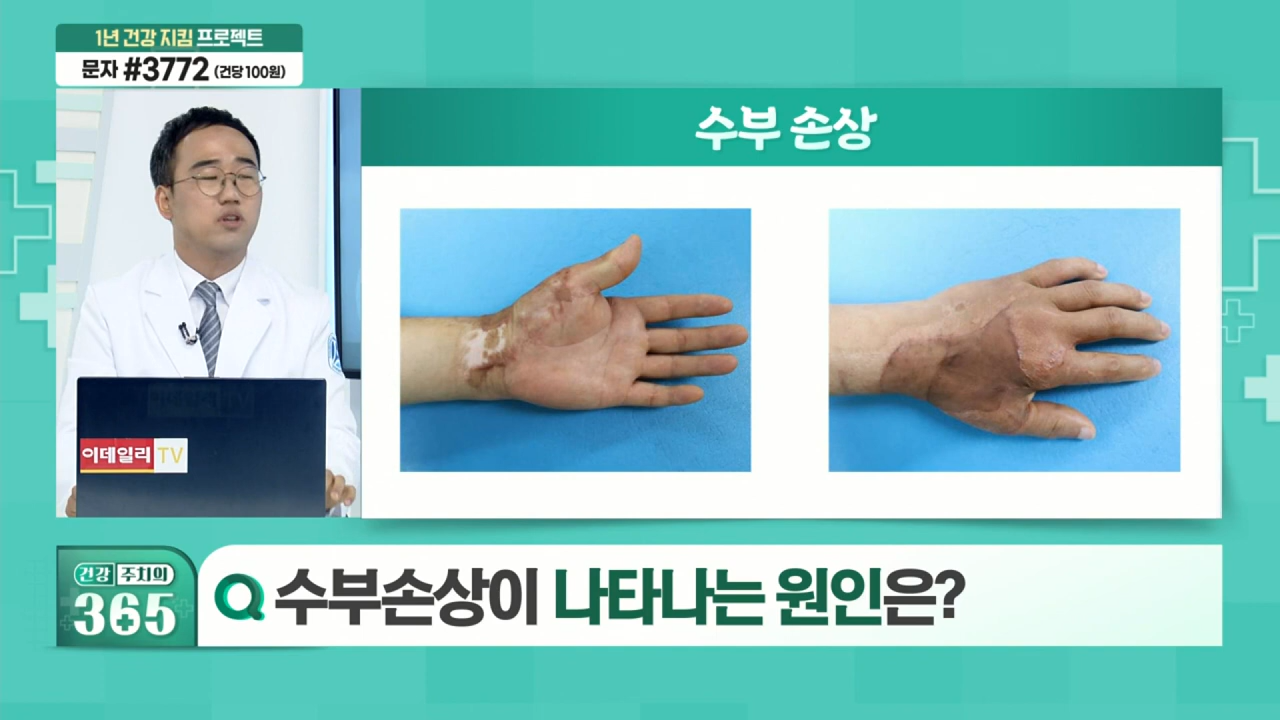 1년 건강 지킴 프로젝트
문자 #3772 (건당 100원)
수부 손상
이데일리 TV
건강 주치의
365
Q 수부손상이 나타나는 원인은?